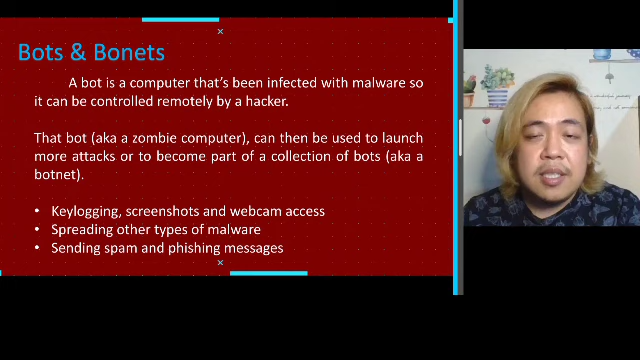 Bots & Bonets
A bot is a computer that's been infected with malware so
it can be controlled remotely by a hacker.
That bot (aka a zombie computer), can then be used to launch
more attacks or to become part of a collection of bots (aka a
botnet).
• Keylogging, screenshots and webcam access
• Spreading other types of malware
• Sending spam and phishing messages